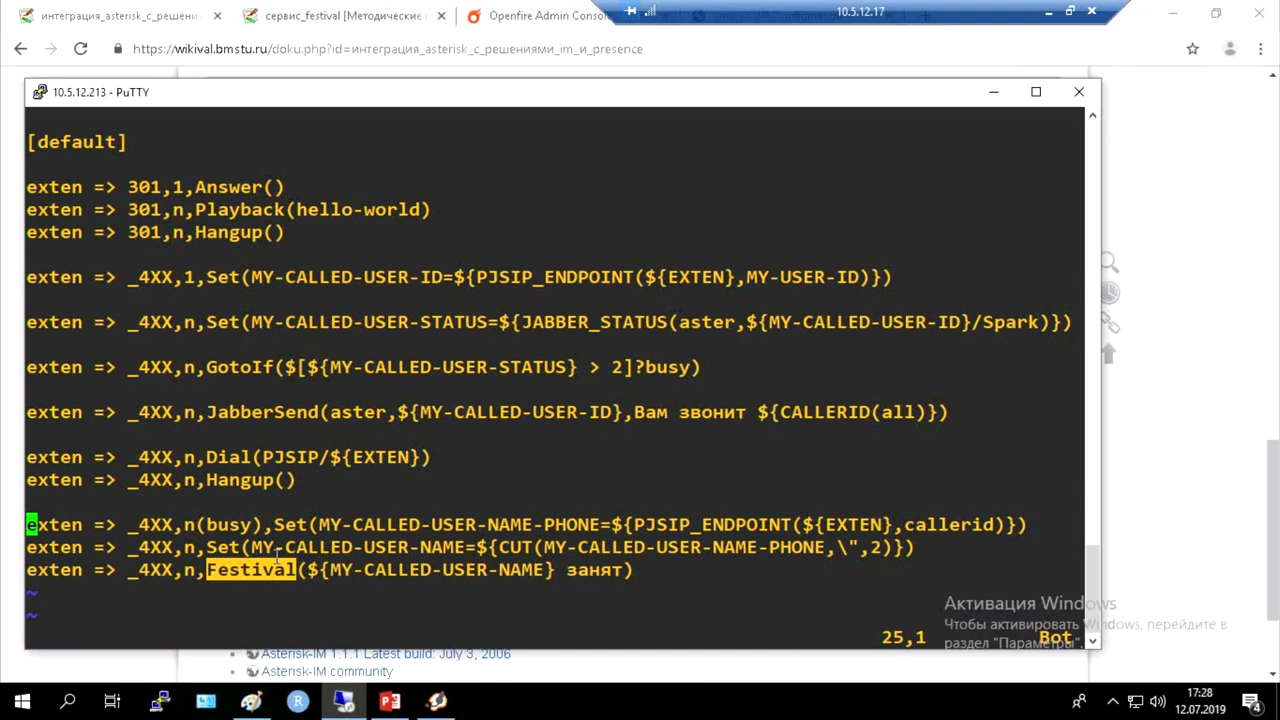 интеграция_asterisk_с_решени
сервис_festival [Методические
Openfire Admin Conso
10.5.12.17
https://wikival.bmstu.ru/doku.php?id=интеграция_asterisk_с_решениями_im_и_presence
10.5.12.213 - PuTTY
[default]
exten => 301,1,Answer()
exten => 301,n,Playback(hello-world)
exten => 301,n,Hangup()
exten => _4XX,1,Set(MY-CALLED-USER-ID=${PJSIP_ENDPOINT(${EXTEN},MY-USER-ID)})
exten => _4XX,n,Set(MY-CALLED-USER-STATUS=${JABBER_STATUS(aster,${MY-CALLED-USER-ID}/Spark)})
exten => _4XX,n,GotoIf($[${MY-CALLED-USER-STATUS} > 2]?busy)
exten => _4XX,n,JabberSend(aster,${MY-CALLED-USER-ID},Вам звонит ${CALLERID(all)})
exten => _4XX,n,Dial(PJSIP/${EXTEN})
exten => _4XX,n,Hangup()
exten => _4XX,n(busy),Set(MY-CALLED-USER-NAME-PHONE=${PJSIP_ENDPOINT(${EXTEN},callerid)})
exten => _4XX,n,Set(MY-CALLED-USER-NAME=${CUT(MY-CALLED-USER-NAME-PHONE,\",2)})
exten => _4XX,n,Festival(${MY-CALLED-USER-NAME} занят)
~
~
25,1 Bot
Активация Windows
Чтобы активировать Windows, перейдите в
раздел "Параметры".
Asterisk-IM 1.1.1 Latest build: July 3, 2006
Asterisk-IM community
17:28
12.07.2019
4